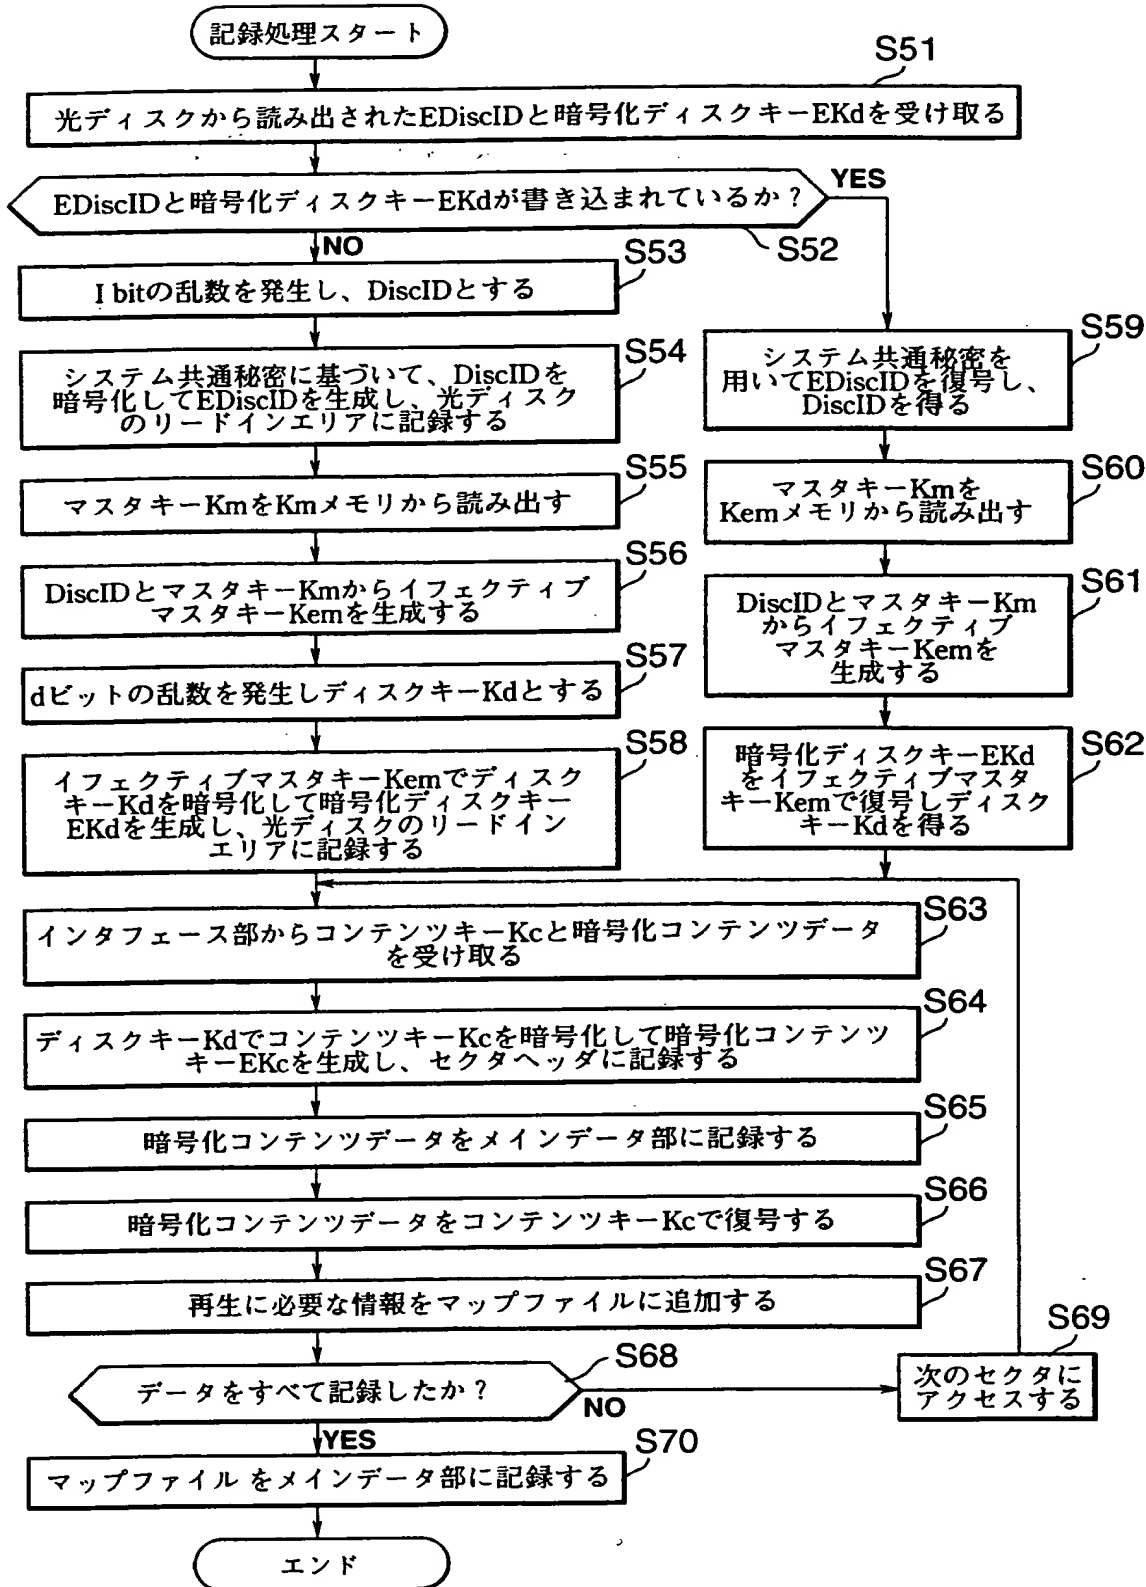 記録処理スタート
S51
光ディスクから読み出されたEDiscIDと暗号化ディスクキーEKdを受け取る
EDiscIDと暗号化ディスクキーEKdが書き込まれているか?
YES
S52
NO
S53
I bitの乱数を発生し、DiscIDとする
S54
システム共通秘密に基づいて、DiscIDを
暗号化してEDiscIDを生成し、光ディスク
のリードインエリアに記録する
S55
マスタキーKmをKmメモリから読み出す
S56
DiscIDとマスタキーKmからイフェクティブ
マスタキーKemを生成する
S57
dビットの乱数を発生しディスクキーKdとする
S58
イフェクティブマスタキーKemでディスク
キーKdを暗号化して暗号化ディスクキー
EKdを生成し、光ディスクのリードイン
エリアに記録する
S59
システム共通秘密を
用いてEDiscIDを復号し、
DiscIDを得る
S60
マスタキーKmを
Kemメモリから読み出す
S61
DiscIDとマスタキーKm
からイフェクティブ
マスタキーKemを
生成する
S62
暗号化ディスクキーEKd
をイフェクティブマスタ
キーKemで復号しディスク
キーKdを得る
S63
インタフェース部からコンテンツキーKcと暗号化コンテンツデータ
を受け取る
S64
ディスクキーKdでコンテンツキーKcを暗号化して暗号化コンテンツ
キーEKcを生成し、セクタヘッダに記録する
S65
暗号化コンテンツデータをメインデータ部に記録する
S66
暗号化コンテンツデータをコンテンツキーKcで復号する
S67
再生に必要な情報をマップファイルに追加する
S68
データをすべて記録したか?
NO
S69
次のセクタに
アクセスする
YES
S70
マップファイルをメインデータ部に記録する
エンド